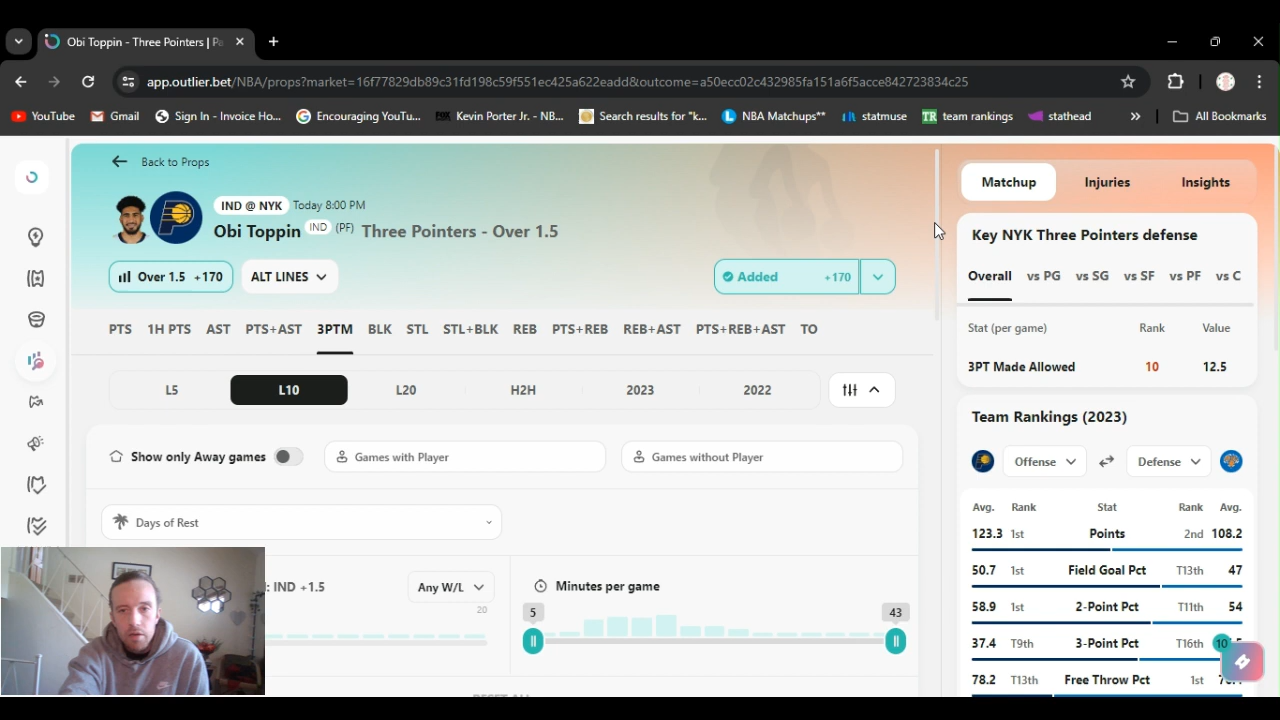 Obi Toppin - Three Pointers | Pa
app.outlier.bet/NBA/props?market=16f77829db89c31fd198c59f551ec425a622eadd&outcome=a50ecc02c432985fa151a6f5acce842723834c25
YouTube
Gmail
Sign In - Invoice Ho...
Encouraging YouTu...
FOX
Kevin Porter Jr. - NB...
Search results for "k...
NBA Matchups**
statmuse
TR
team rankings
stathead
»
All Bookmarks
Back to Props
IND @ NYK Today 8:00 PM
Obi Toppin IND (PF) Three Pointers - Over 1.5
Over 1.5 +170
ALT LINES
Added +170
PTS 1H PTS AST PTS+AST 3PTM BLK STL STL+BLK REB PTS+REB REB+AST PTS+REB+AST TO
L5 L10 L20 H2H 2023 2022
Show only Away games
Games with Player
Games without Player
Days of Rest
: IND +1.5
Any W/L
20
Minutes per game
5
43
Matchup Injuries Insights
Key NYK Three Pointers defense
Overall vs PG vs SG vs SF vs PF vs C
Stat (per game) Rank Value
3PT Made Allowed 10 12.5
Team Rankings (2023)
Offense
Defense
Avg. Rank Stat Rank Avg.
123.3 1st Points 2nd 108.2
50.7 1st Field Goal Pct T13th 47
58.9 1st 2-Point Pct T11th 54
37.4 T9th 3-Point Pct T16th
78.2 T13th Free Throw Pct 1st